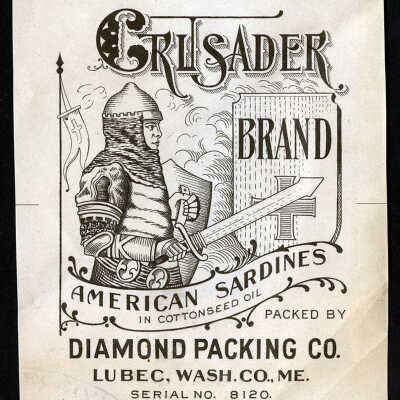 CRUSADER
BRAND
AMERICAN SARDINES
IN COTTONSEED OIL
PACKED BY
DIAMOND PACKING CO.
LUBEC, WASH. CO., ME.
SERIAL NO. 8120.